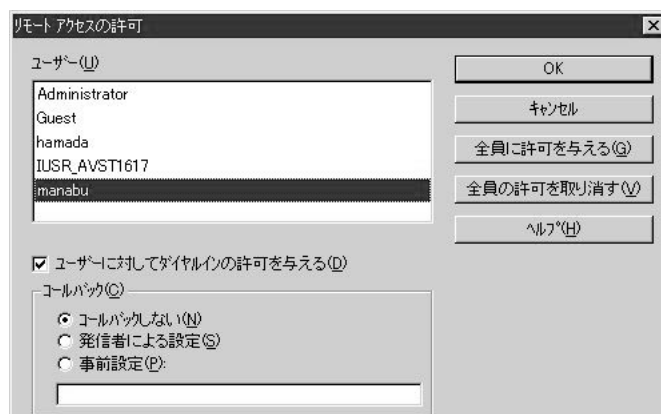 リモート アクセスの許可
ユーザー(U)
Administrator
Guest
hamada
IUSR_AVST1617
manabu
OK
キャンセル
全員に許可を与える(G)
全員の許可を取り消す(V)
ヘルプ(H)
ユーザーに対してダイヤルインの許可を与える(D)
コールバック(C)
コールバックしない(N)
発信者による設定(S)
事前設定(P):